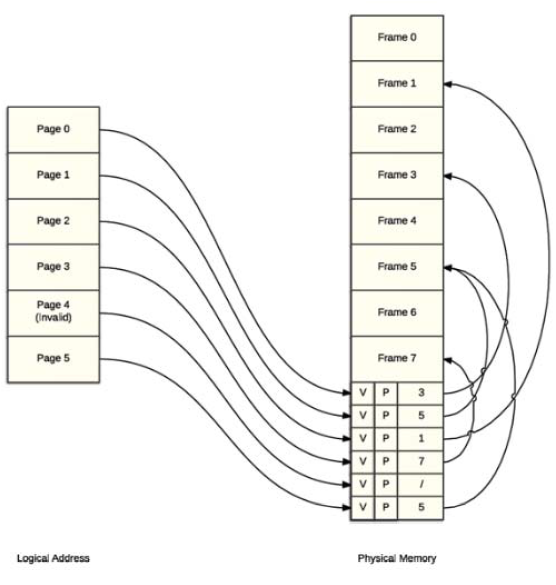 Frame 0
Frame 1
Frame 2
Frame 3
Frame 4
Frame 5
Frame 6
Frame 7
Page 0
Page 1
Page 2
Page 3
Page 4
(Invalid)
Page 5
V P 3
V P 5
V P 1
V P 7
V P /
V P 5
Logical Address
Physical Memory